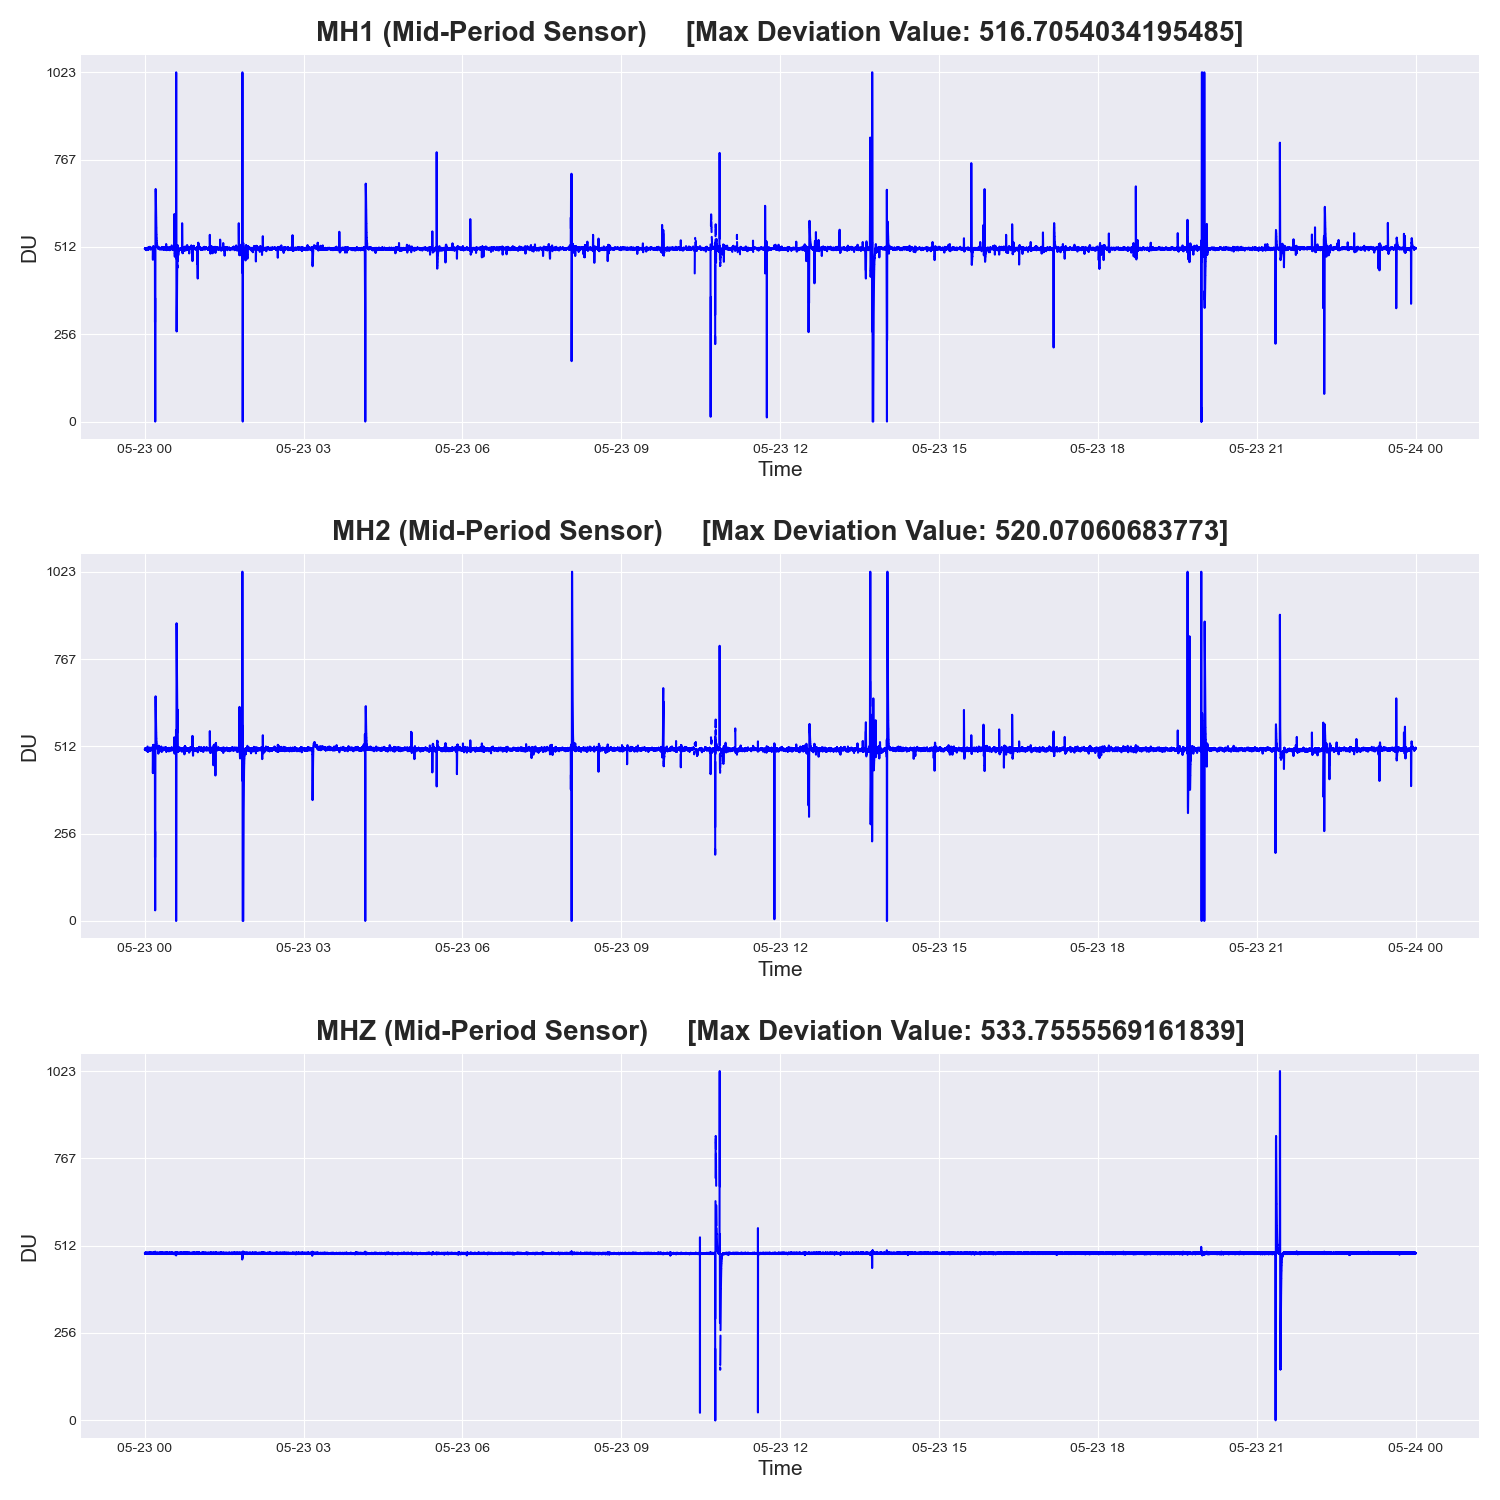 MH1 (Mid-Period Sensor) [Max Deviation Value: 516.7054034195485]
1023
767
512
256
0
DU
05-23 00 05-23 03 05-23 06 05-23 09 05-23 12 05-23 15 05-23 18 05-23 21 05-24 00
Time
MH2 (Mid-Period Sensor) [Max Deviation Value: 520.07060683773]
1023
767
512
256
0
DU
05-23 00 05-23 03 05-23 06 05-23 09 05-23 12 05-23 15 05-23 18 05-23 21 05-24 00
Time
MHZ (Mid-Period Sensor) [Max Deviation Value: 533.7555569161839]
1023
767
512
256
0
DU
05-23 00 05-23 03 05-23 06 05-23 09 05-23 12 05-23 15 05-23 18 05-23 21 05-24 00
Time